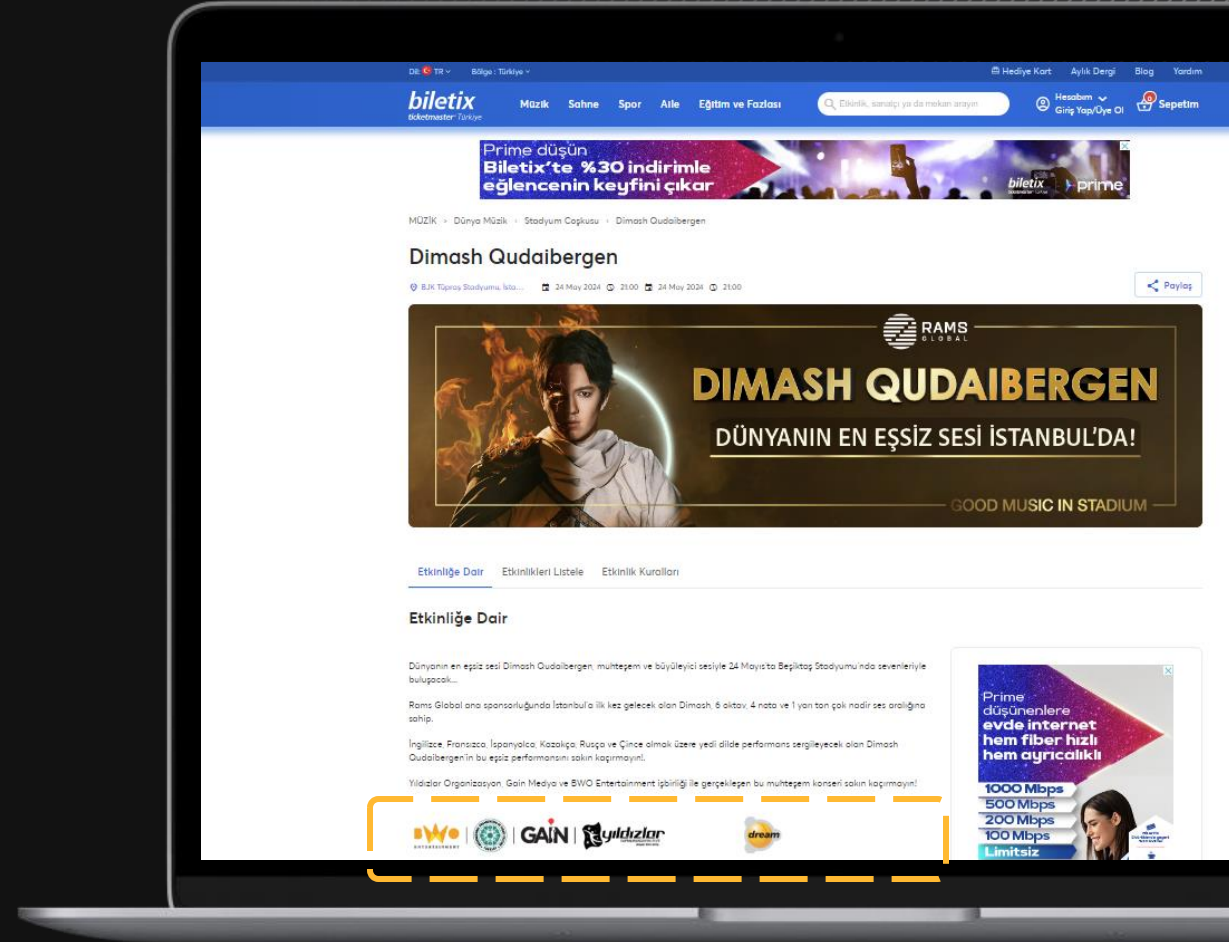 Dil: TR
Bölge : Türkiye
Hediye Kart
Aylık Dergi
Blog
Yardım
biletix
ticketmaster Türkiye
Müzik
Sahne
Spor
Aile
Eğitim ve Fazlası
Etkinlik, sanatçı ya da mekan arayın
Hesabım
Giriş Yap/Üye Ol
0
Sepetim
Prime düşün
Biletix’te %30 indirimle
eğlencenin keyfini çıkar
biletix
prime
MÜZİK
Dünya Müzik
Stadyum Coşkusu
Dimash Qudaibergen
Dimash Qudaibergen
BJK Tüpraş Stadyumu, İsta...
24 May 2024
21:00
24 May 2024
21:00
Paylaş
RAMS
GLOBAL
DIMASH QUDAIBERGEN
DÜNYANIN EN EŞSİZ SESİ İSTANBUL’DA!
GOOD MUSIC IN STADIUM
Etkinliğe Dair
Etkinlikleri Listele
Etkinlik Kuralları
Etkinliğe Dair
Dünyanın en eşsiz sesi Dimash Qudaibergen, muhteşem ve büyüleyici sesiyle 24 Mayıs’ta Beşiktaş Stadyumu’nda sevenleriyle
buluşacak...
Rams Global ana sponsorluğunda İstanbul’a ilk kez gelecek olan Dimash, 6 oktav, 4 nota ve 1 yarı ton çok nadir ses aralığına
sahip.
İngilizce, Fransızca, İspanyolca, Kazakça, Rusça ve Çince olmak üzere yedi dilde performans sergileyecek olan Dimash
Qudaibergen’in bu eşsiz performansını sakın kaçırmayın!.
Yıldızlar Organizasyon, Gain Medya ve BWO Entertainment işbirliği ile gerçekleşen bu muhteşem konseri sakın kaçırmayın!
BWO
ENTERTAINMENT
GAİN
yıldızlar
dream
Prime
düşünenlere
evde internet
hem fiber hızlı
hem ayrıcalıklı
1000 Mbps
500 Mbps
200 Mbps
100 Mbps
Limitsiz